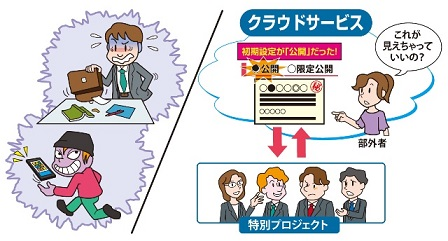 クラウドサービス
初期設定が「公開」だった!
●公開 ○限定公開
㊙
これが
見えちゃって
いいの?
部外者
特別プロジェクト